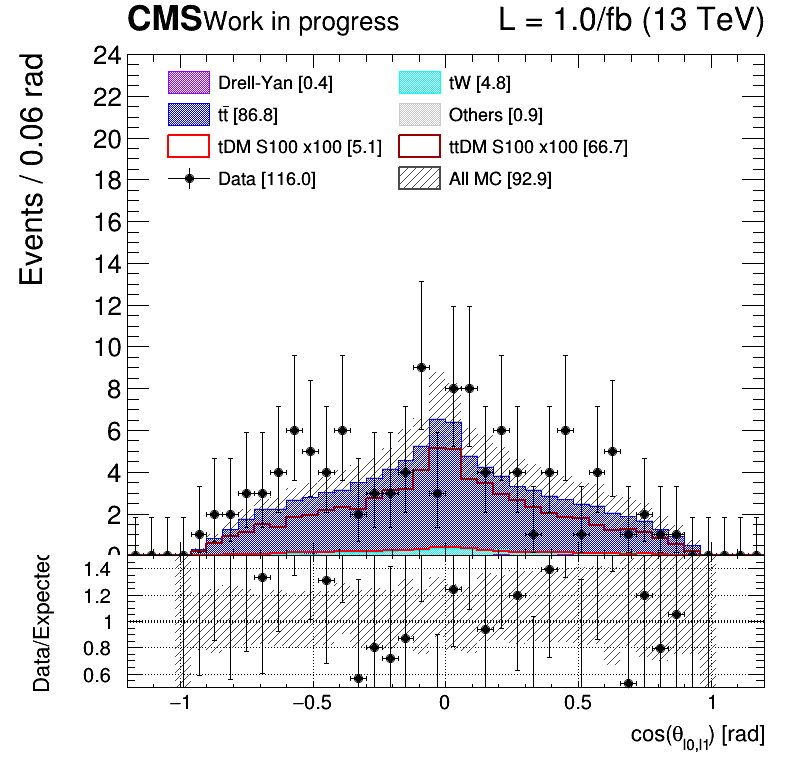 CMS Work in progress L = 1.0/fb (13 TeV)
Events / 0.06 rad
24
22
20
18
16
14
12
10
8
6
4
2
0
Drell-Yan [0.4] tW [4.8]
tt̄ [86.8] Others [0.9]
tDM S100 x100 [5.1] ttDM S100 x100 [66.7]
Data [116.0] All MC [92.9]
Data/Expected
1.4
1.2
1
0.8
0.6
−1 −0.5 0 0.5 1
cos(θl0,l1) [rad]